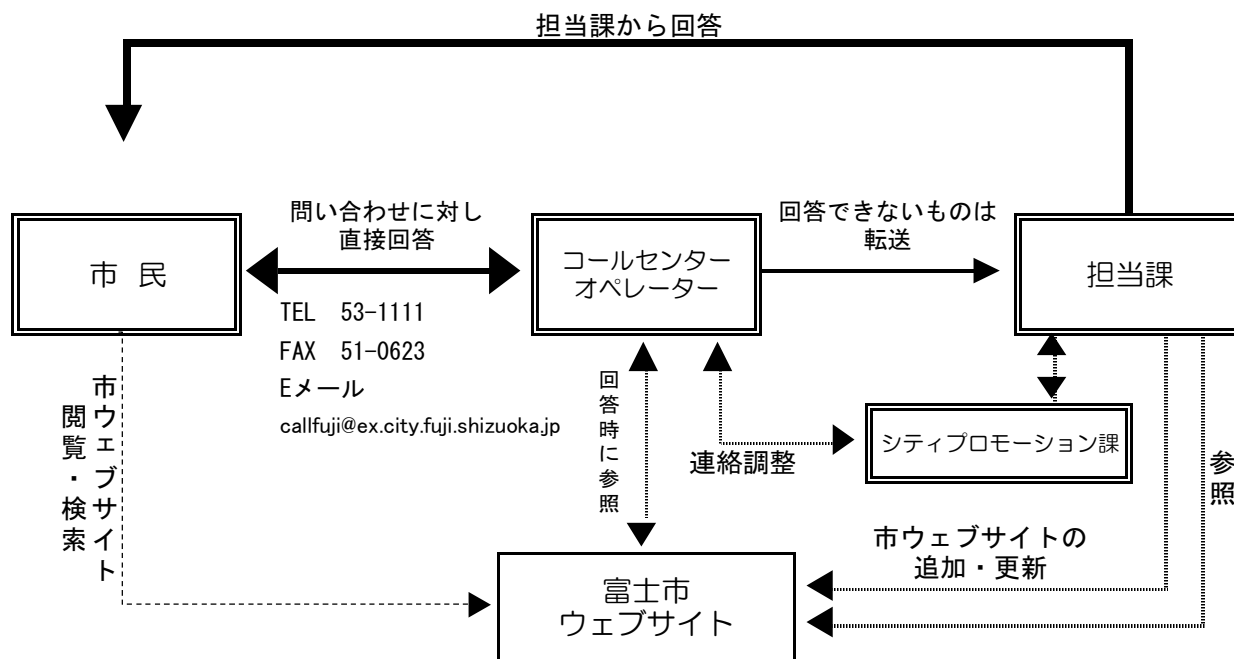 担当課から回答
問い合わせに対し
直接回答
回答できないものは
転送
市 民
コールセンター
オペレーター
担当課
TEL 53-1111
FAX 51-0623
Eメール
callfuji@ex.city.fuji.shizuoka.jp
市ウェブサイト
閲覧・検索
回答時に参照
連絡調整
シティプロモーション課
参照
市ウェブサイトの
追加・更新
富士市
ウェブサイト